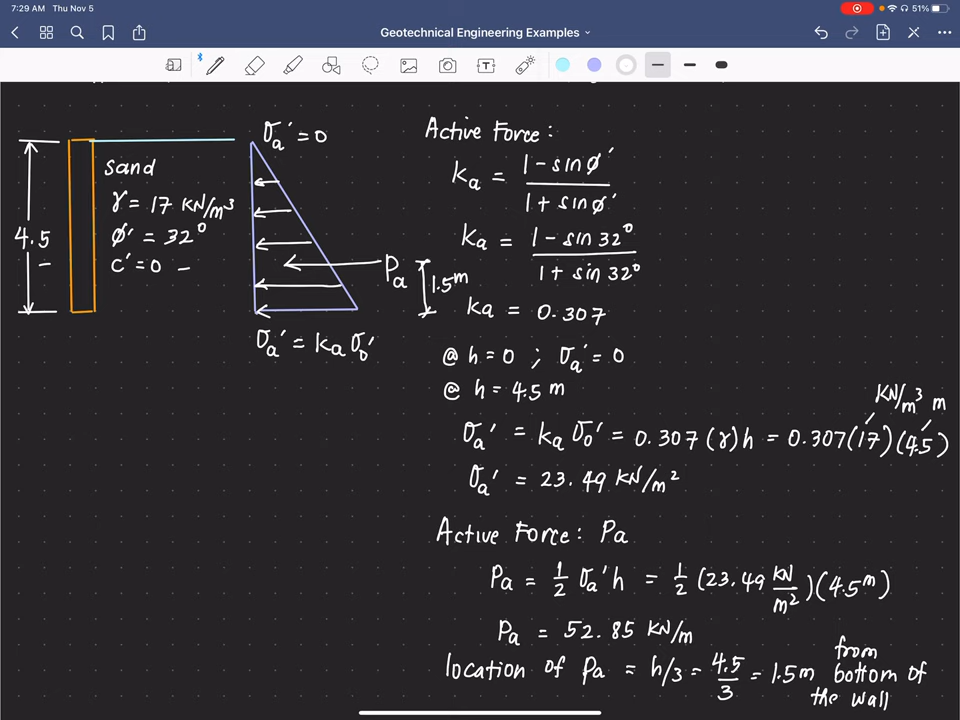 7:29 AM Thu Nov 5
51%
Geotechnical Engineering Examples
σa' = 0
Sand
γ = 17 KN/m³
φ' = 32°
c' = 0
4.5
Pa
1.5m
σa' = ka σo'
Active Force:
ka = (1 - sin φ') / (1 + sin φ')
ka = (1 - sin 32°) / (1 + sin 32°)
ka = 0.307
@ h = 0 ; σa' = 0
@ h = 4.5 m
KN/m³ m
σa' = ka σo' = 0.307 (γ) h = 0.307 (17) (4.5)
σa' = 23.49 KN/m²
Active Force: Pa
Pa = 1/2 σa' h = 1/2 (23.49 KN/m²) (4.5 m)
Pa = 52.85 KN/m
location of Pa = h/3 = 4.5/3 = 1.5m from bottom of the wall